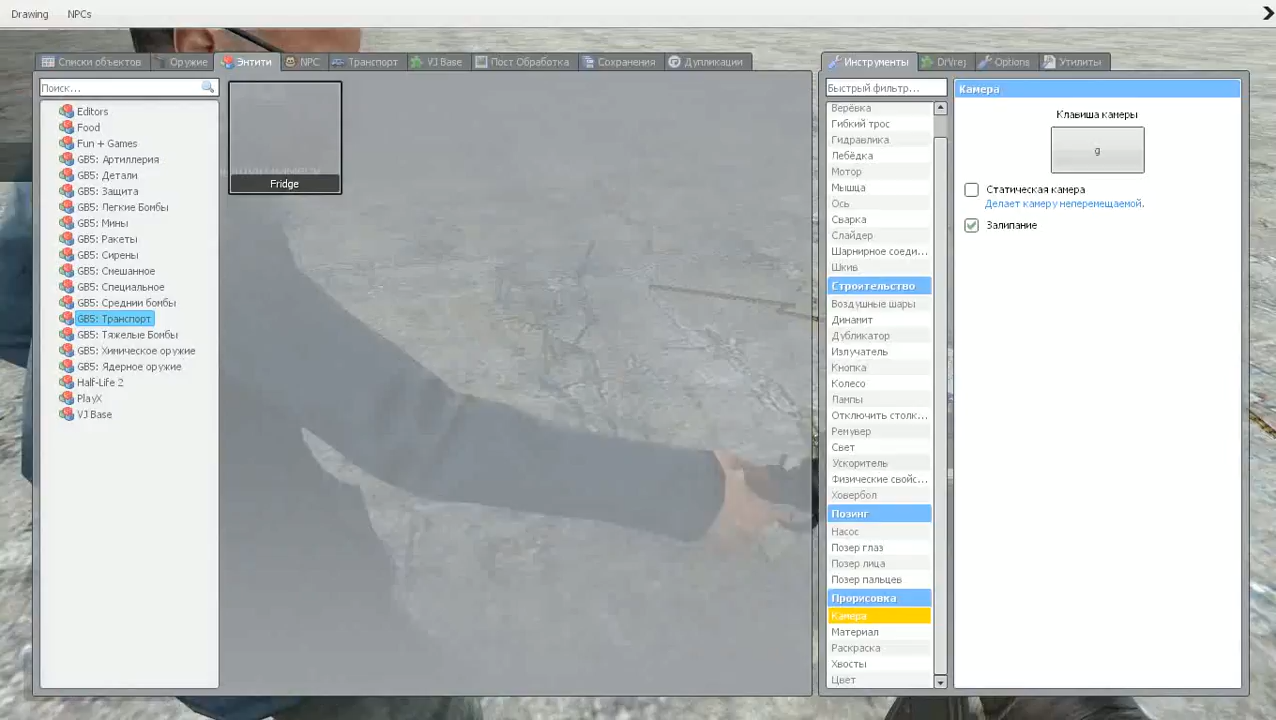 Drawing NPCs
Списки объектов Оружие Энтити NPC Транспорт VJ Base Пост Обработка Сохранения Дупликации
Поиск...
Editors
Food
Fun + Games
GB5: Артиллерия
GB5: Детали
GB5: Защита
GB5: Легкие Бомбы
GB5: Мины
GB5: Ракеты
GB5: Сирены
GB5: Смешанное
GB5: Специальное
GB5: Среднии бомбы
GB5: Транспорт
GB5: Тяжелые Бомбы
GB5: Химическое оружие
GB5: Ядерное оружие
Half-Life 2
PlayX
VJ Base
Fridge
Инструменты DrVrej Options Утилиты
Быстрый фильтр...
Верёвка
Гибкий трос
Гидравлика
Лебёдка
Мотор
Мышца
Ось
Сварка
Слайдер
Шарнирное соеди...
Шкив
Строительство
Воздушные шары
Динамит
Дубликатор
Излучатель
Кнопка
Колесо
Лампы
Отключить столк...
Ремувер
Свет
Ускоритель
Физические свойс...
Ховербол
Позинг
Насос
Позер глаз
Позер лица
Позер пальцев
Прорисовка
Камера
Материал
Раскраска
Хвосты
Цвет
Камера
Клавиша камеры
g
Статическая камера
Делает камеру неперемещаемой.
Залипание